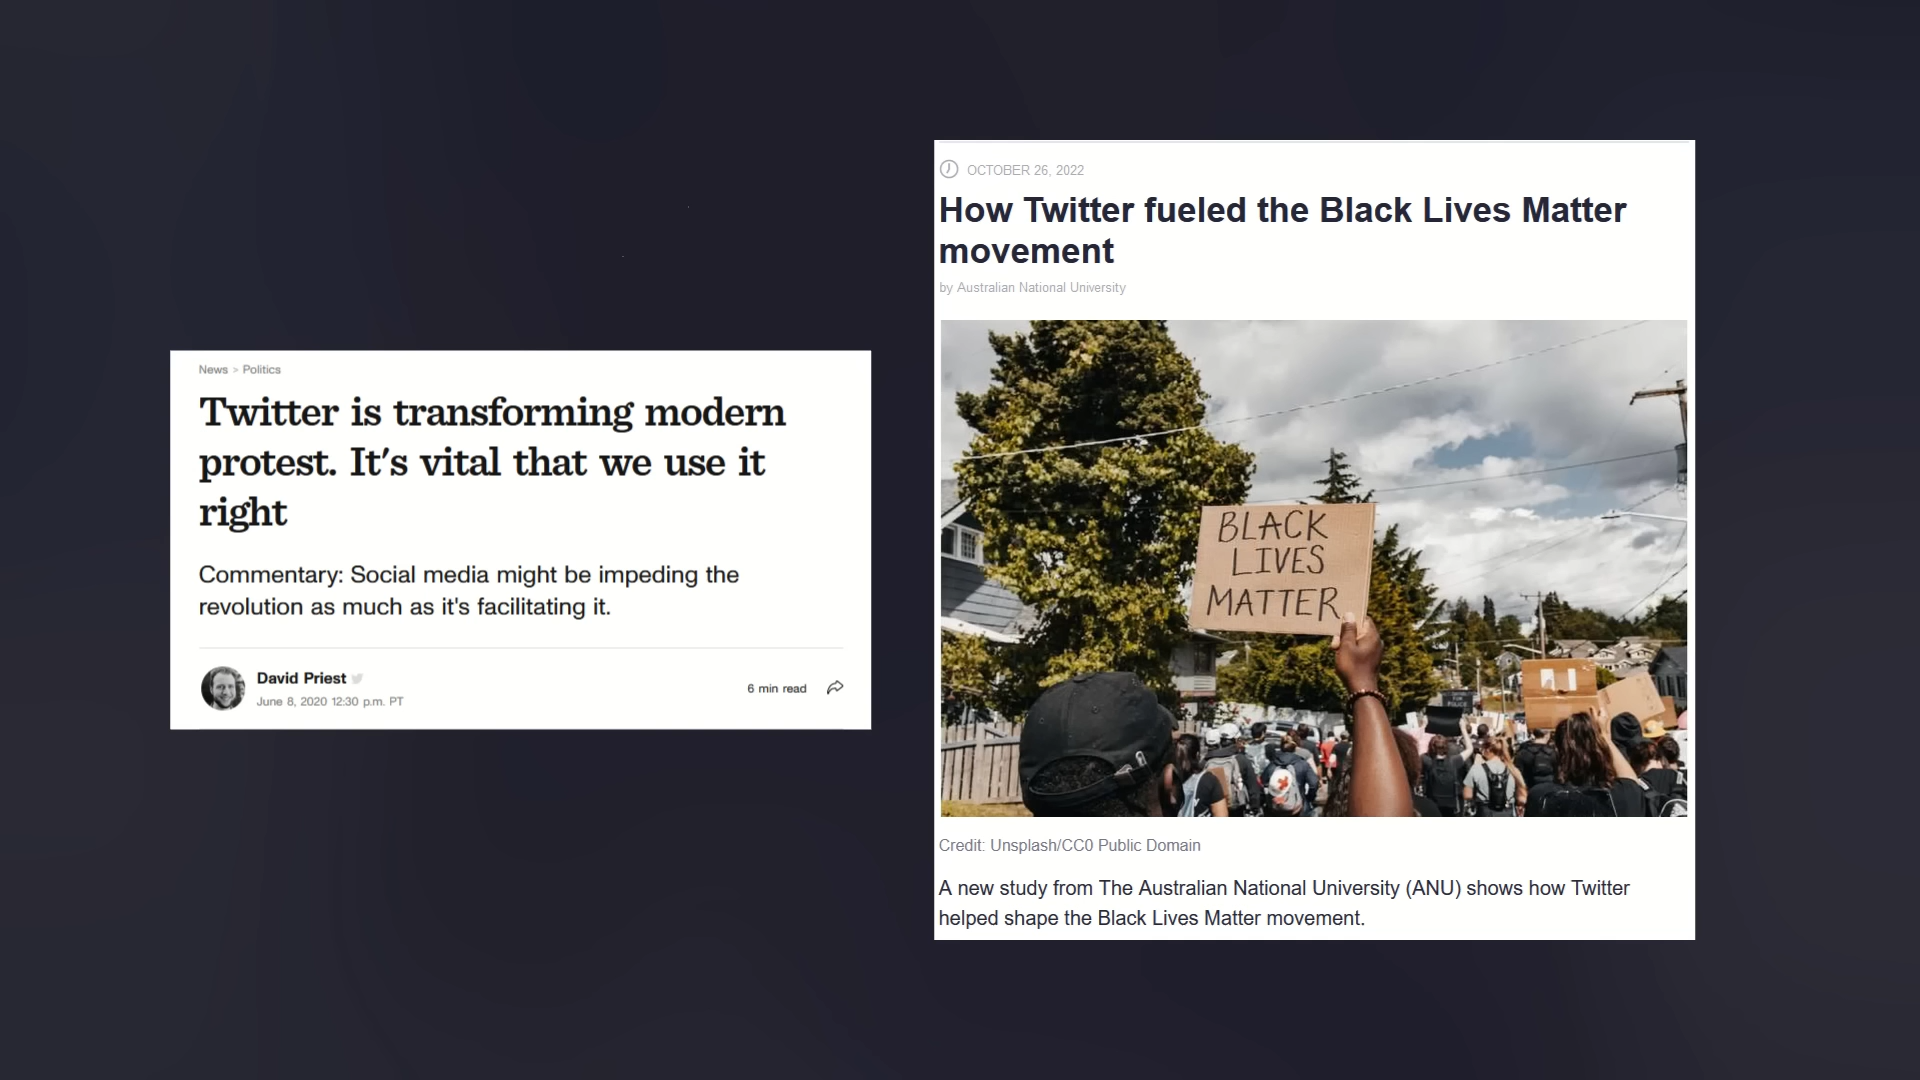 News > Politics
Twitter is transforming modern
protest. It's vital that we use it
right
Commentary: Social media might be impeding the
revolution as much as it's facilitating it.
David Priest
June 8, 2020 12:30 p.m. PT
6 min read
OCTOBER 26, 2022
How Twitter fueled the Black Lives Matter
movement
by Australian National University
BLACK
LIVES
MATTER
Credit: Unsplash/CC0 Public Domain
A new study from The Australian National University (ANU) shows how Twitter
helped shape the Black Lives Matter movement.